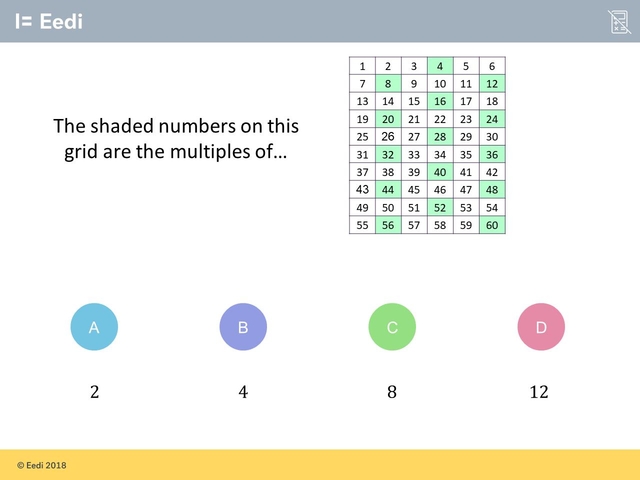 I= Eedi
The shaded numbers on this
grid are the multiples of...
1 2 3 4 5 6
7 8 9 10 11 12
13 14 15 16 17 18
19 20 21 22 23 24
25 26 27 28 29 30
31 32 33 34 35 36
37 38 39 40 41 42
43 44 45 46 47 48
49 50 51 52 53 54
55 56 57 58 59 60
A B C D
2 4 8 12
© Eedi 2018